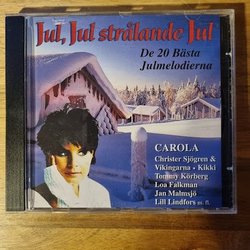 Jul, Jul strålande Jul
De 20 Bästa
Julmelodierna
CAROLA
Christer Sjögren &
Vikingarna • Kikki
Tommy Körberg
Loa Falkman
Jan Malmsjö
Lill Lindfors m. fl.